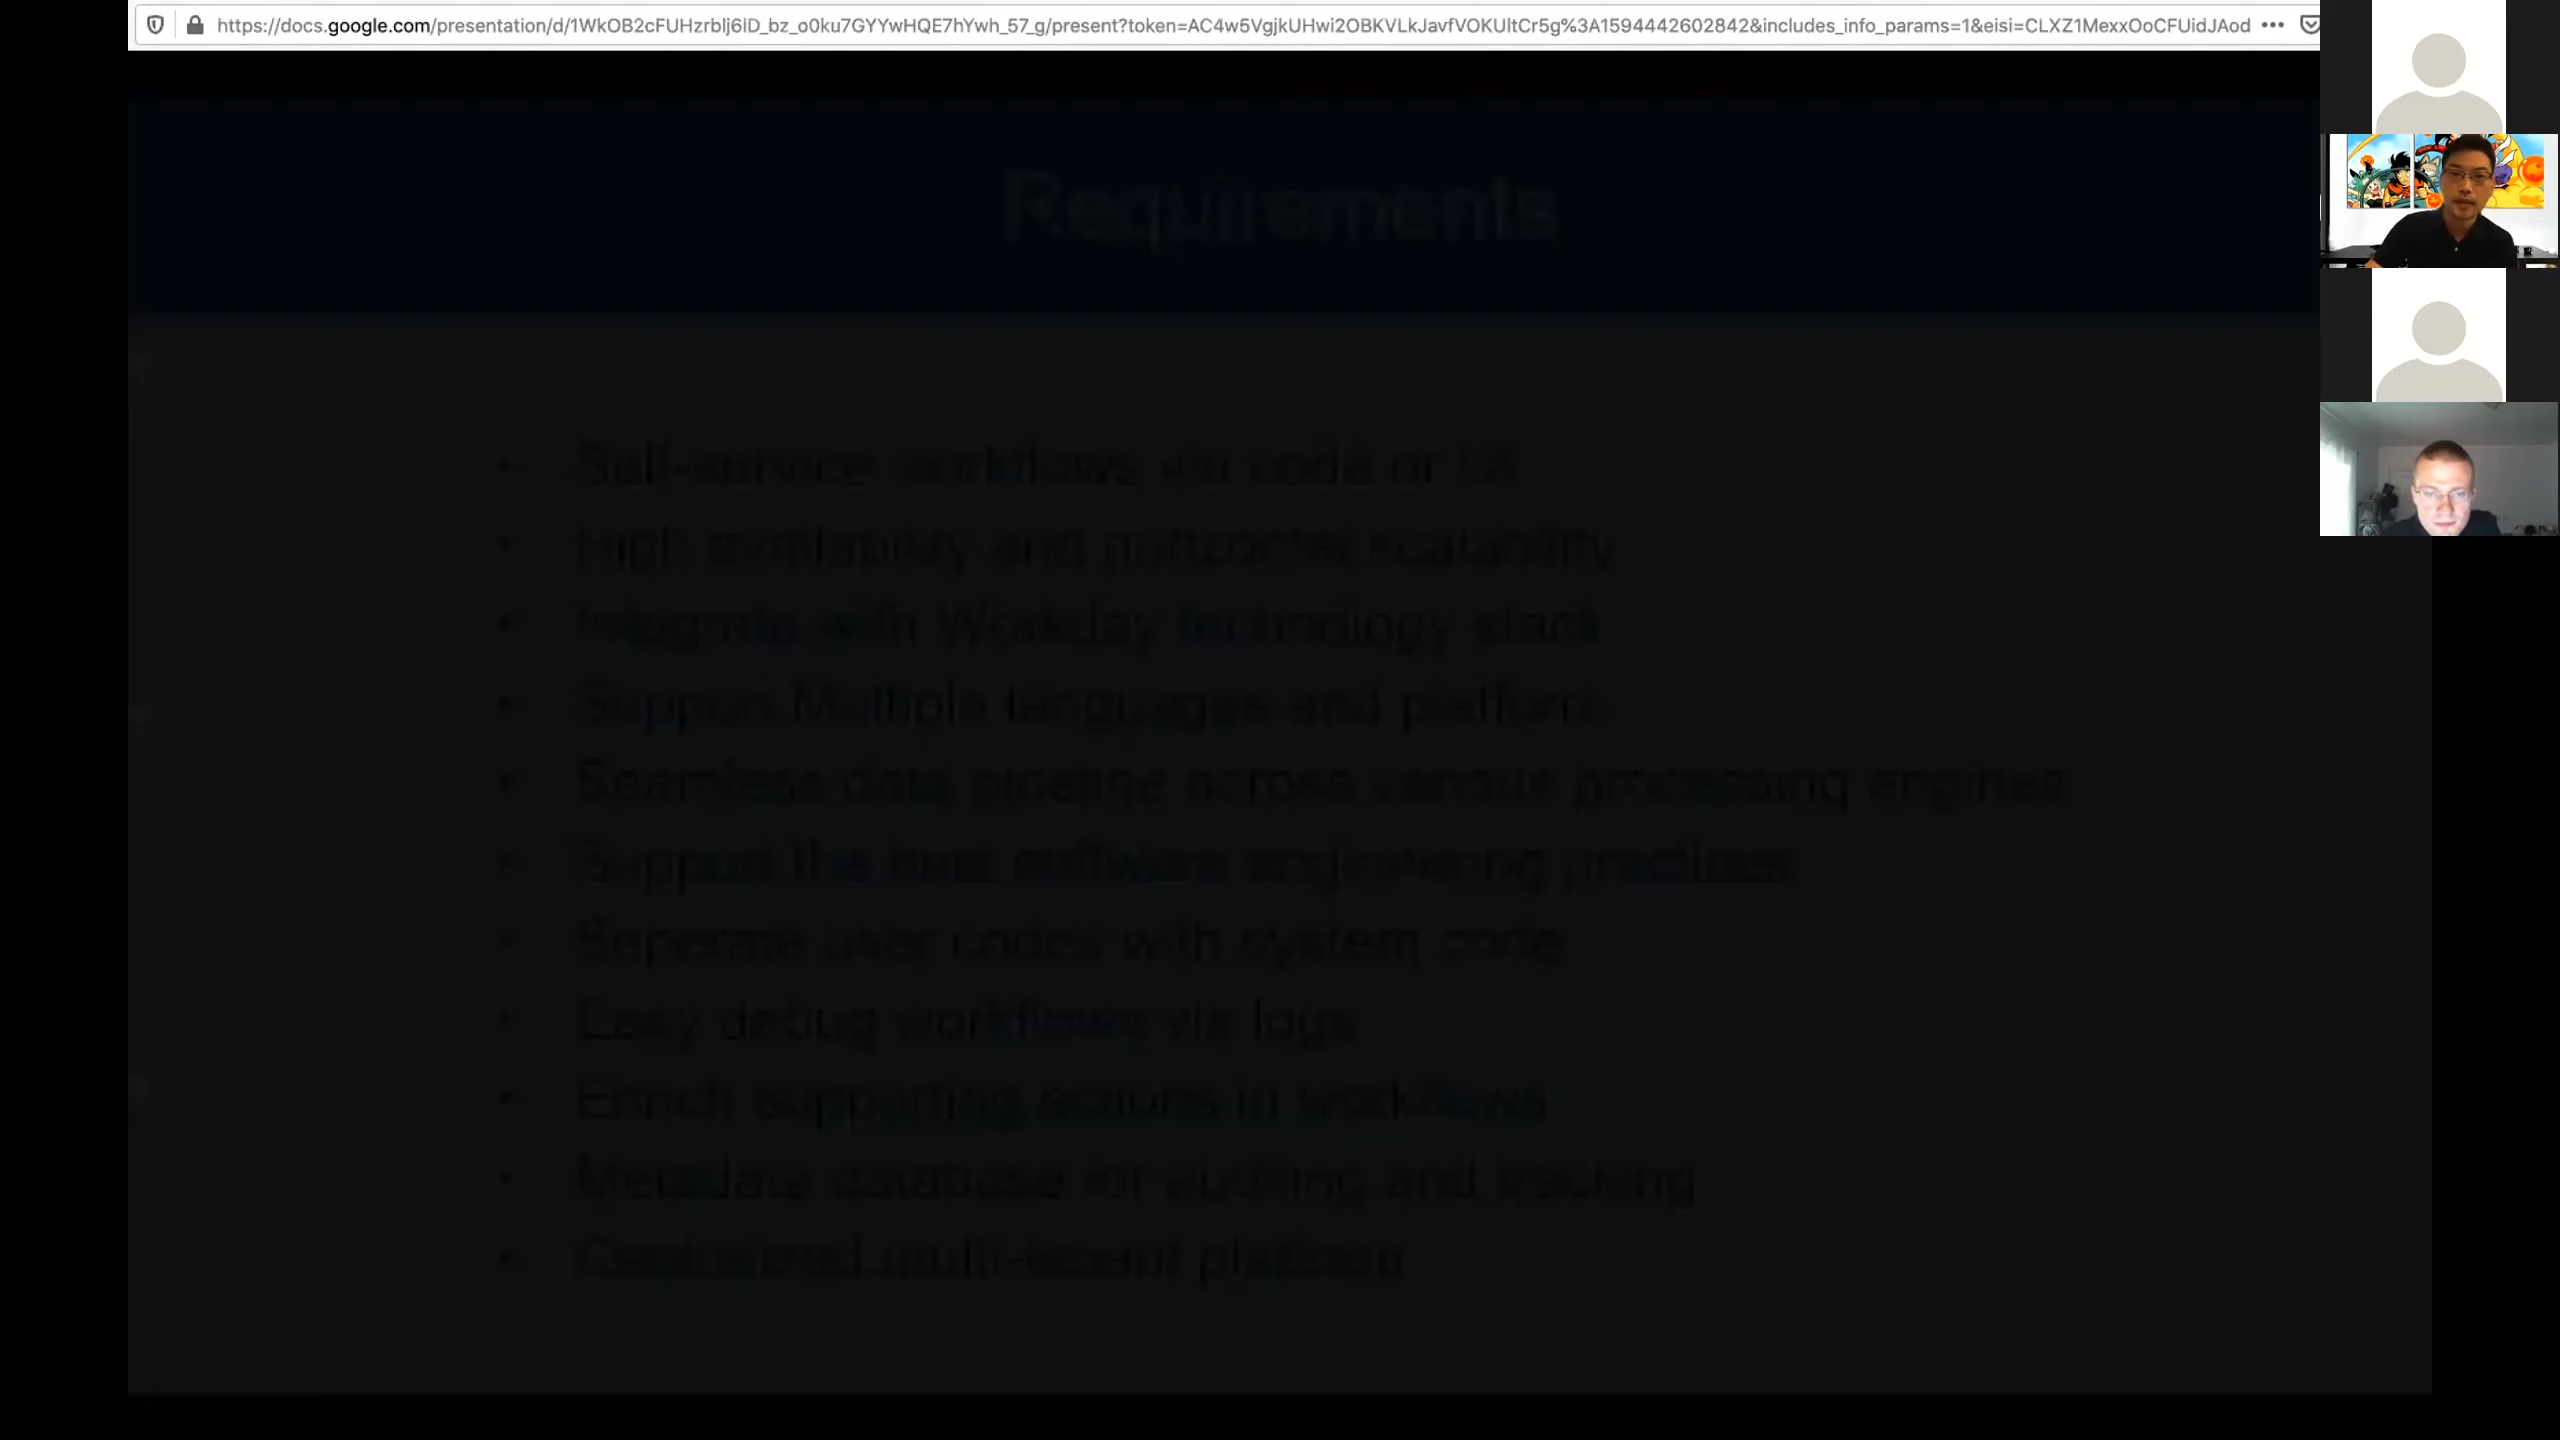 https://docs.google.com/presentation/d/1WkOB2cFUHzrblj6lD_bz_o0ku7GYYwHQE7hYwh_57_g/present?token=AC4w5VgjkUHwi2OBKVLkJavfVOKUltCr5g%3A1594442602842&includes_info_params=1&eisi=CLXZ1MexxOoCFUidJAod
Requirements
• Self-service workflows via code or UI
• High availability and horizontal scalability
• Integrate with Workday technology stack
• Support Multiple languages and platform
• Seamless data pipeline across various processing engines
• Support the best software engineering practices
• Seperate user codes with system code
• Easy debug workflows via logs
• Enrich supporting actions in workflows
• Metadata database for auditing and tracking
• Centralized multi-tenant platform